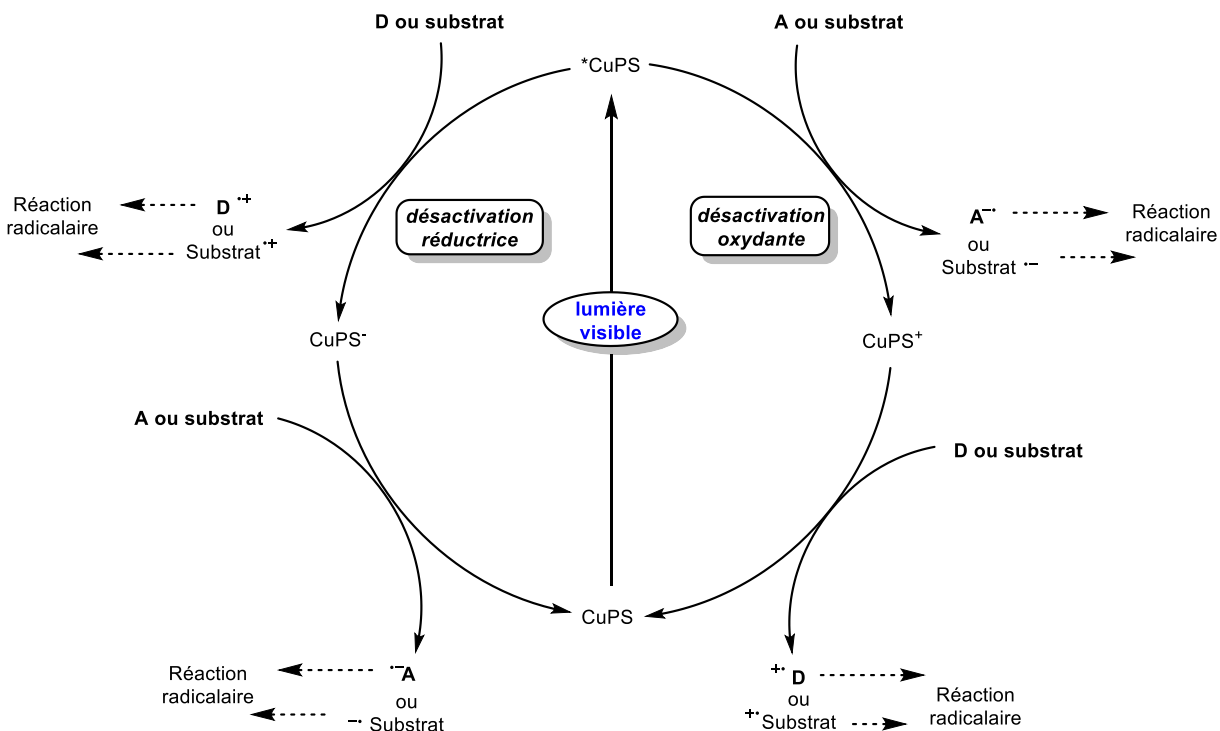 D ou substrat
A ou substrat
*CuPS
désactivation
réductrice
désactivation
oxydante
Réaction
radicalaire
D •+
ou
Substrat•+
A−•
ou
Substrat •−
Réaction
radicalaire
lumière
visible
CuPS-
CuPS+
A ou substrat
D ou substrat
CuPS
Réaction
radicalaire
•−A
ou
−• Substrat
+• D
ou
+•Substrat
Réaction
radicalaire